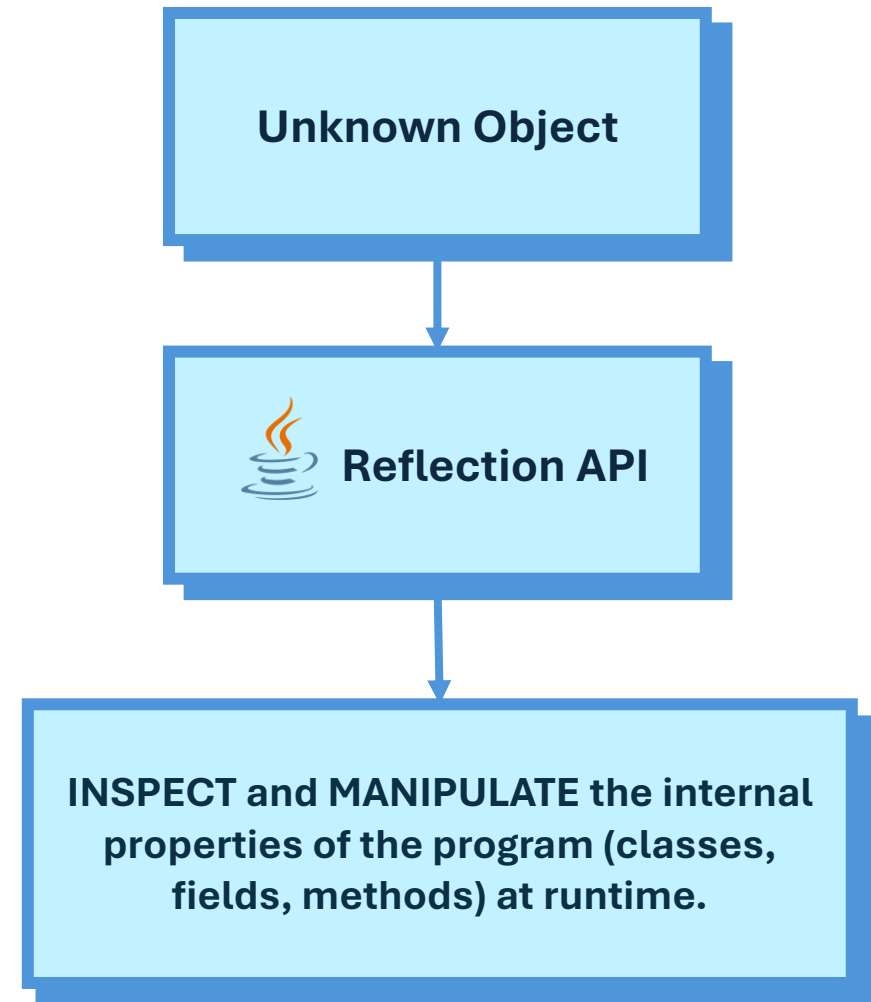 Unknown Object
Reflection API
INSPECT and MANIPULATE the internal
properties of the program (classes,
fields, methods) at runtime.